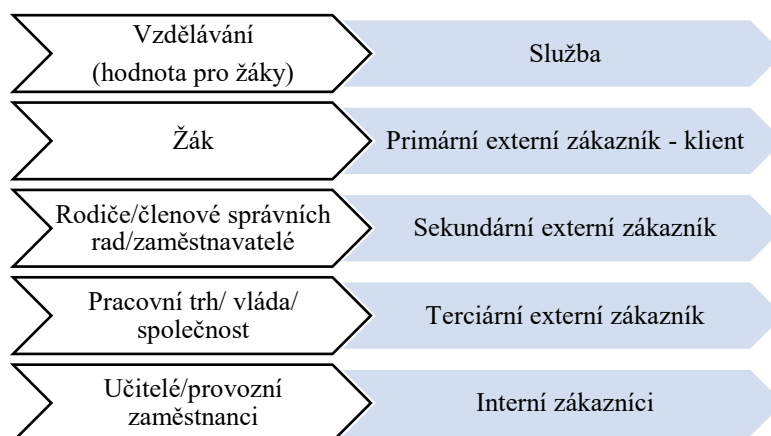 Vzdělávání
(hodnota pro žáky)
Služba
Žák
Primární externí zákazník - klient
Rodiče/členové správních
rad/zaměstnavatelé
Sekundární externí zákazník
Pracovní trh/ vláda/
společnost
Terciární externí zákazník
Učitelé/provozní
zaměstnanci
Interní zákazníci